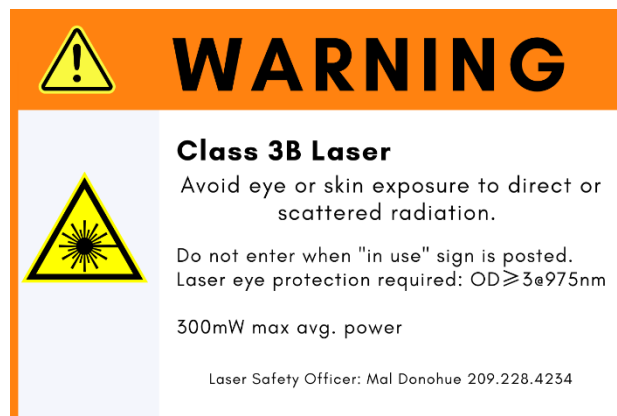 WARNING
Class 3B Laser
Avoid eye or skin exposure to direct or
scattered radiation.
Do not enter when "in use" sign is posted.
Laser eye protection required: OD⩾3@975nm
300mW max avg. power
Laser Safety Officer: Mal Donohue 209.228.4234